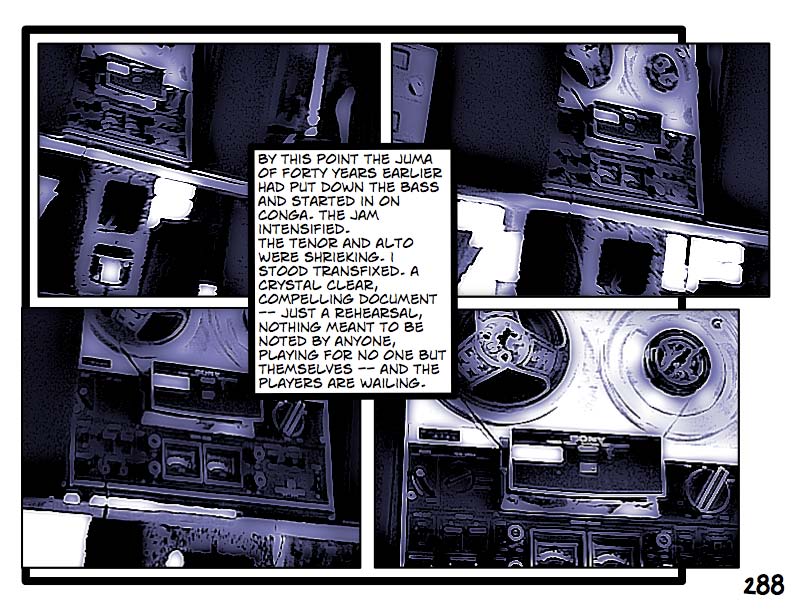 BY THIS POINT THE JUMA
OF FORTY YEARS EARLIER
HAD PUT DOWN THE BASS
AND STARTED IN ON
CONGA. THE JAM
INTENSIFIED.
THE TENOR AND ALTO
WERE SHRIEKING. I
STOOD TRANSFIXED. A
CRYSTAL CLEAR,
COMPELLING DOCUMENT
-- JUST A REHEARSAL,
NOTHING MEANT TO BE
NOTED BY ANYONE,
PLAYING FOR NO ONE BUT
THEMSELVES -- AND THE
PLAYERS ARE WAILING.
SONY
SONY
288